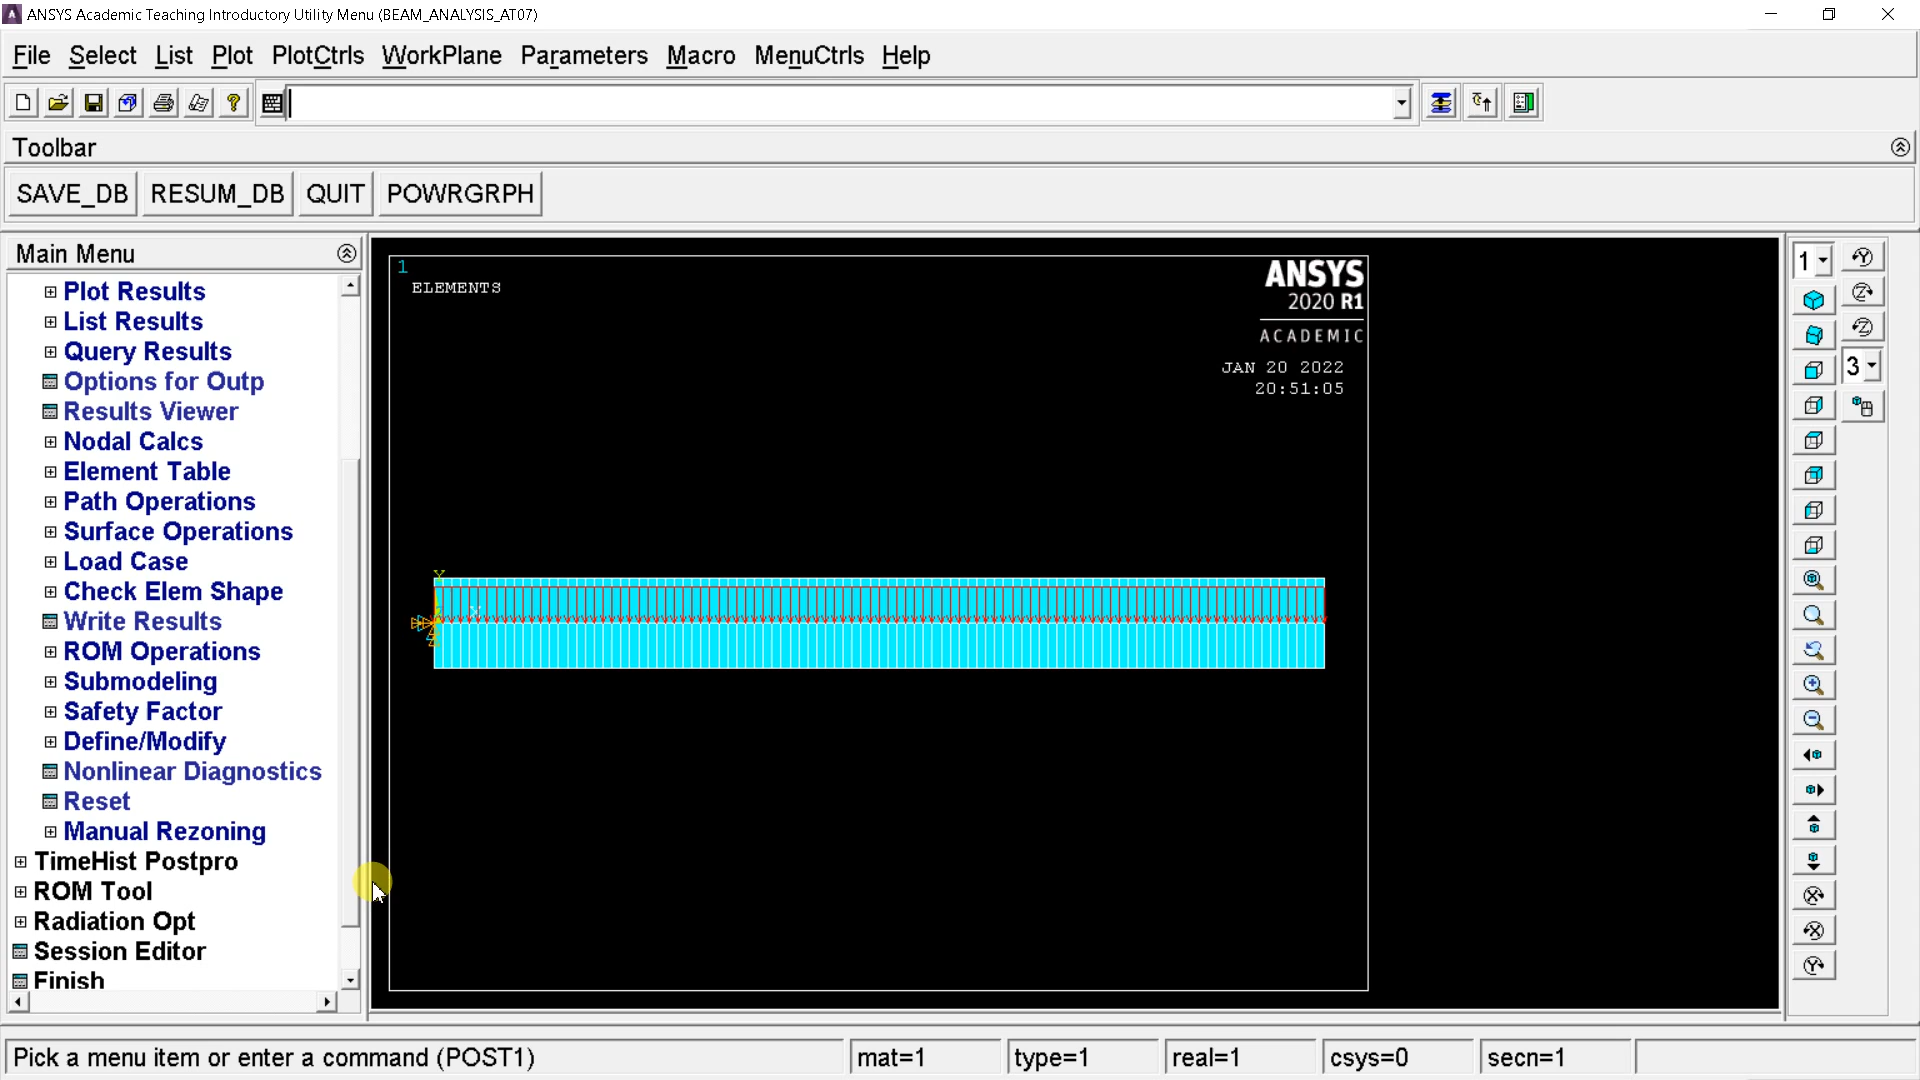 ANSYS Academic Teaching Introductory Utility Menu (BEAM_ANALYSIS_AT07)
File Select List Plot PlotCtrls WorkPlane Parameters Macro MenuCtrls Help
Toolbar
SAVE_DB RESUM_DB QUIT POWRGRPH
Main Menu
Plot Results
List Results
Query Results
Options for Outp
Results Viewer
Nodal Calcs
Element Table
Path Operations
Surface Operations
Load Case
Check Elem Shape
Write Results
ROM Operations
Submodeling
Safety Factor
Define/Modify
Nonlinear Diagnostics
Reset
Manual Rezoning
TimeHist Postpro
ROM Tool
Radiation Opt
Session Editor
Finish
1
ELEMENTS
ANSYS
2020 R1
ACADEMIC
JAN 20 2022
20:51:05
Y
X
1
3
Pick a menu item or enter a command (POST1) mat=1 type=1 real=1 csys=0 secn=1